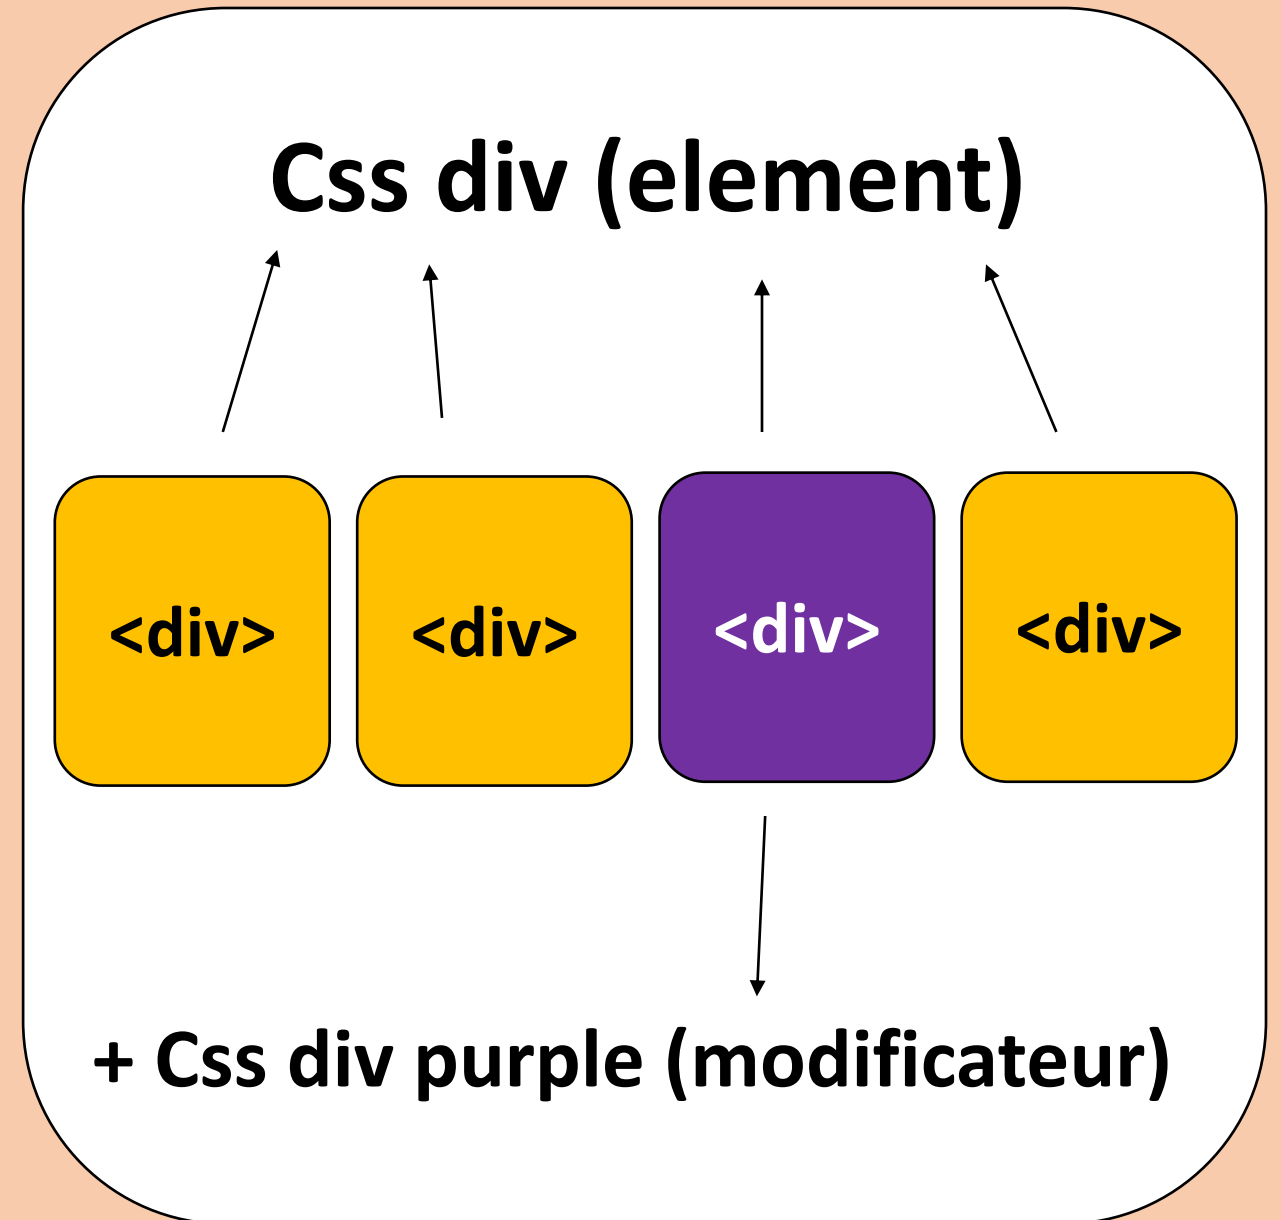 Css div (element)
<div> <div> <div> <div>
+ Css div purple (modificateur)